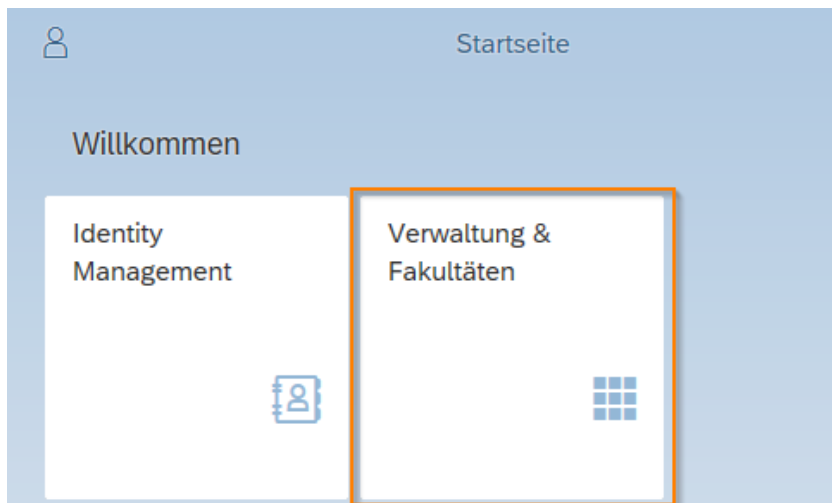 Startseite
Willkommen
Identity
Management
Verwaltung &
Fakultäten